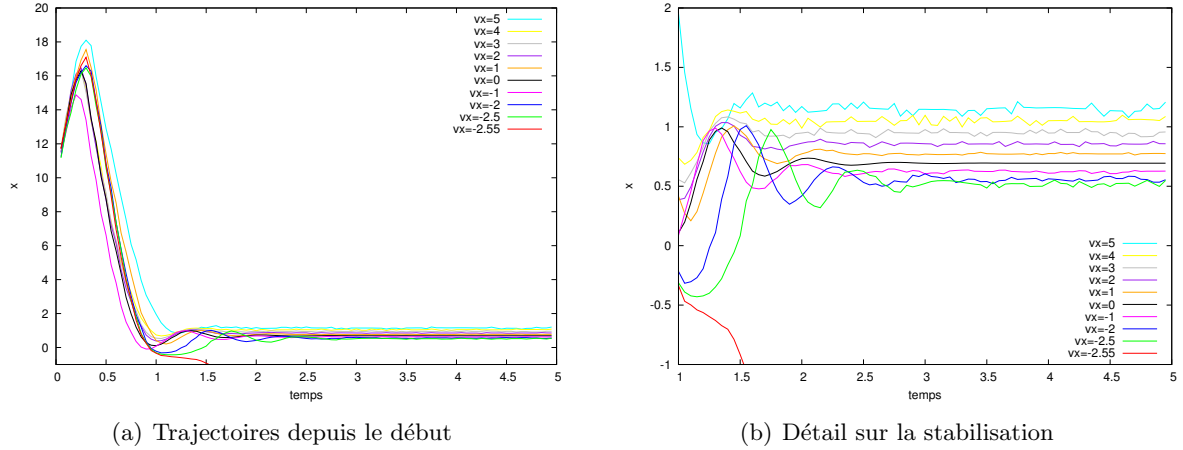 20
18
16
14
12
10
8
6
4
2
0
x
0 0.5 1 1.5 2 2.5 3 3.5 4 4.5 5
temps
vx=5
vx=4
vx=3
vx=2
vx=1
vx=0
vx=-1
vx=-2
vx=-2.5
vx=-2.55
(a) Trajectoires depuis le début
2
1.5
1
0.5
0
-0.5
-1
x
1 1.5 2 2.5 3 3.5 4 4.5 5
temps
vx=5
vx=4
vx=3
vx=2
vx=1
vx=0
vx=-1
vx=-2
vx=-2.5
vx=-2.55
(b) Détail sur la stabilisation